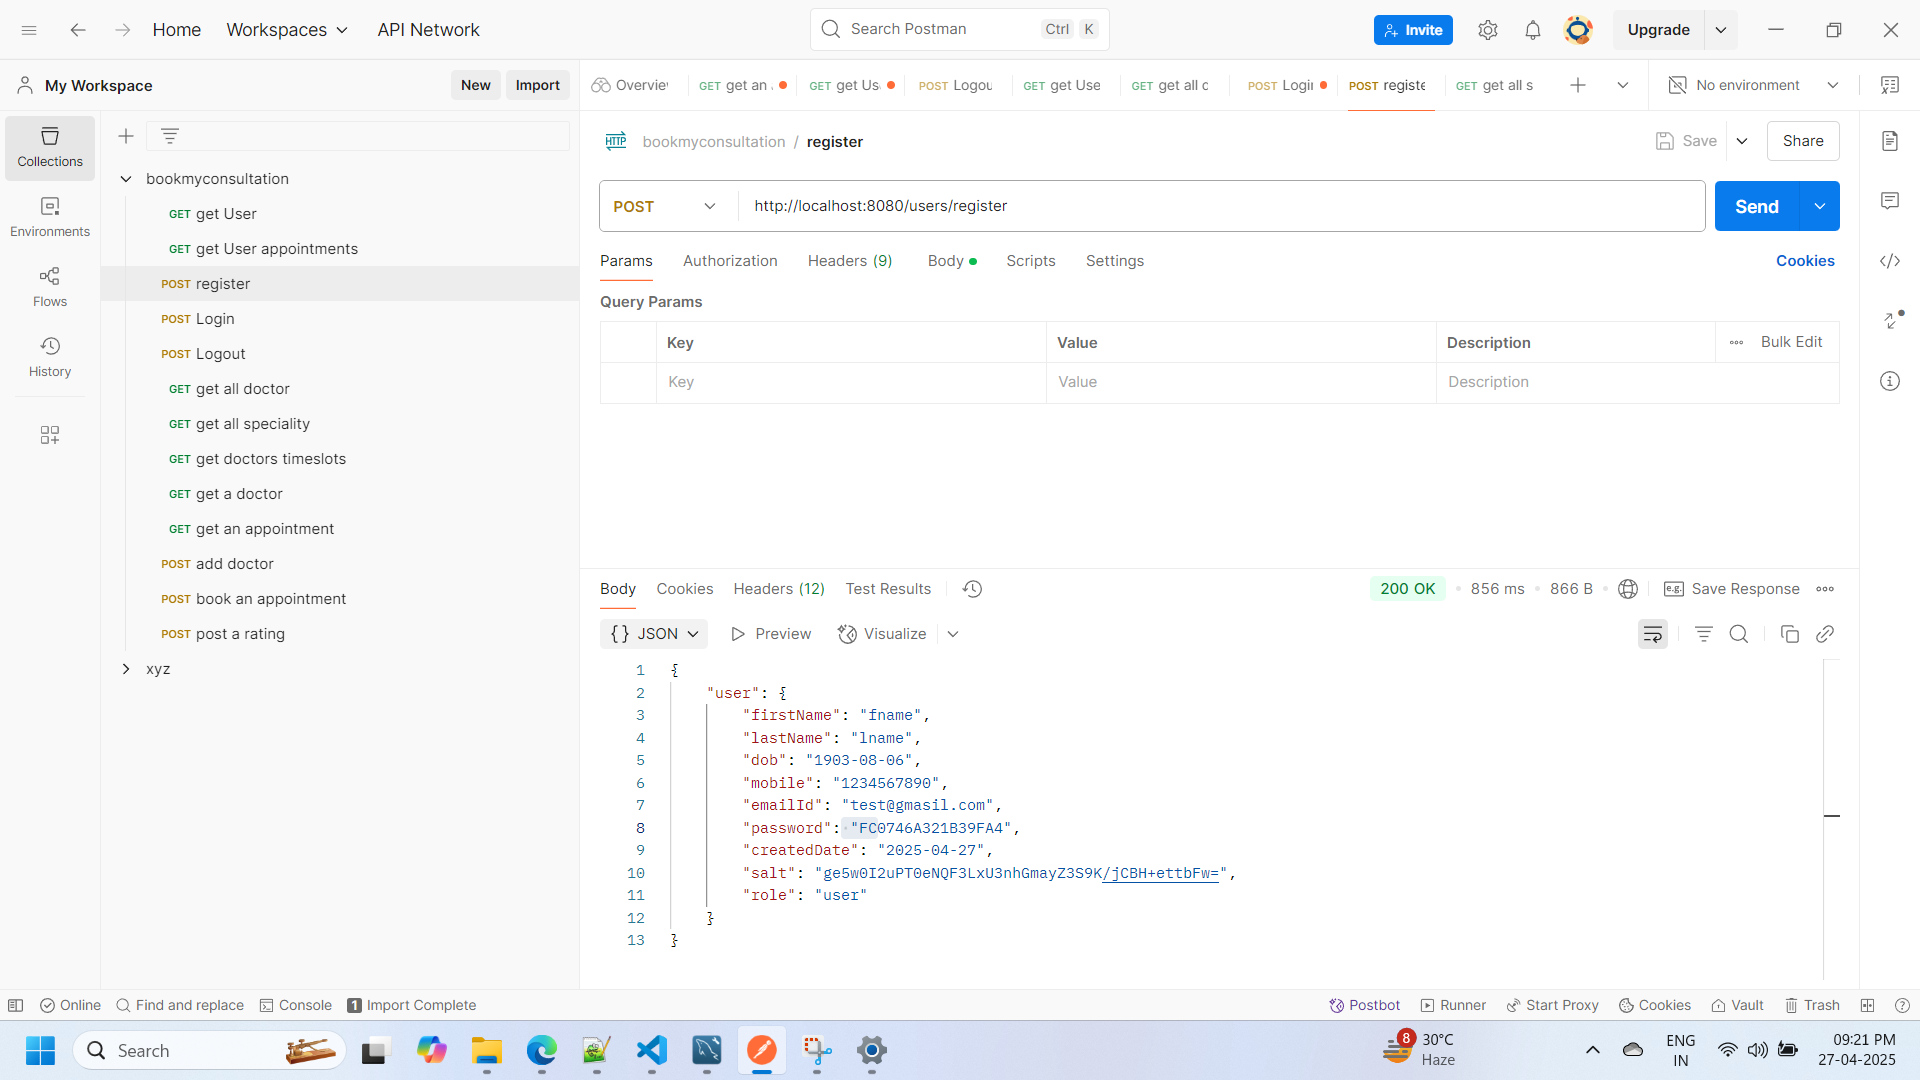 Home Workspaces API Network Search Postman Ctrl K Invite Upgrade
My Workspace New Import Overvie GET get an GET get Us POST Logou GET get Use GET get all c POST Logi POST registe GET get all s No environment
bookmyconsultation / register Save Share
POST http://localhost:8080/users/register Send
Params Authorization Headers (9) Body Scripts Settings Cookies
Query Params
Key Value Description Bulk Edit
Key Value Description
Collections
Environments
Flows
History
bookmyconsultation
GET get User
GET get User appointments
POST register
POST Login
POST Logout
GET get all doctor
GET get all speciality
GET get doctors timeslots
GET get a doctor
GET get an appointment
POST add doctor
POST book an appointment
POST post a rating
xyz
Body Cookies Headers (12) Test Results 200 OK 856 ms 866 B e.g. Save Response
{} JSON Preview Visualize
1 {
2 "user": {
3 "firstName": "fname",
4 "lastName": "lname",
5 "dob": "1903-08-06",
6 "mobile": "1234567890",
7 "emailId": "test@gmasil.com",
8 "password": "FC0746A321B39FA4",
9 "createdDate": "2025-04-27",
10 "salt": "ge5w0I2uPT0eNQF3LxU3nhGmayZ3S9K/jCBH+ettbFw=",
11 "role": "user"
12 }
13 }
Online Find and replace Console 1 Import Complete Postbot Runner Start Proxy Cookies Vault Trash
Search 8 30°C Haze ENG IN 09:21 PM 27-04-2025